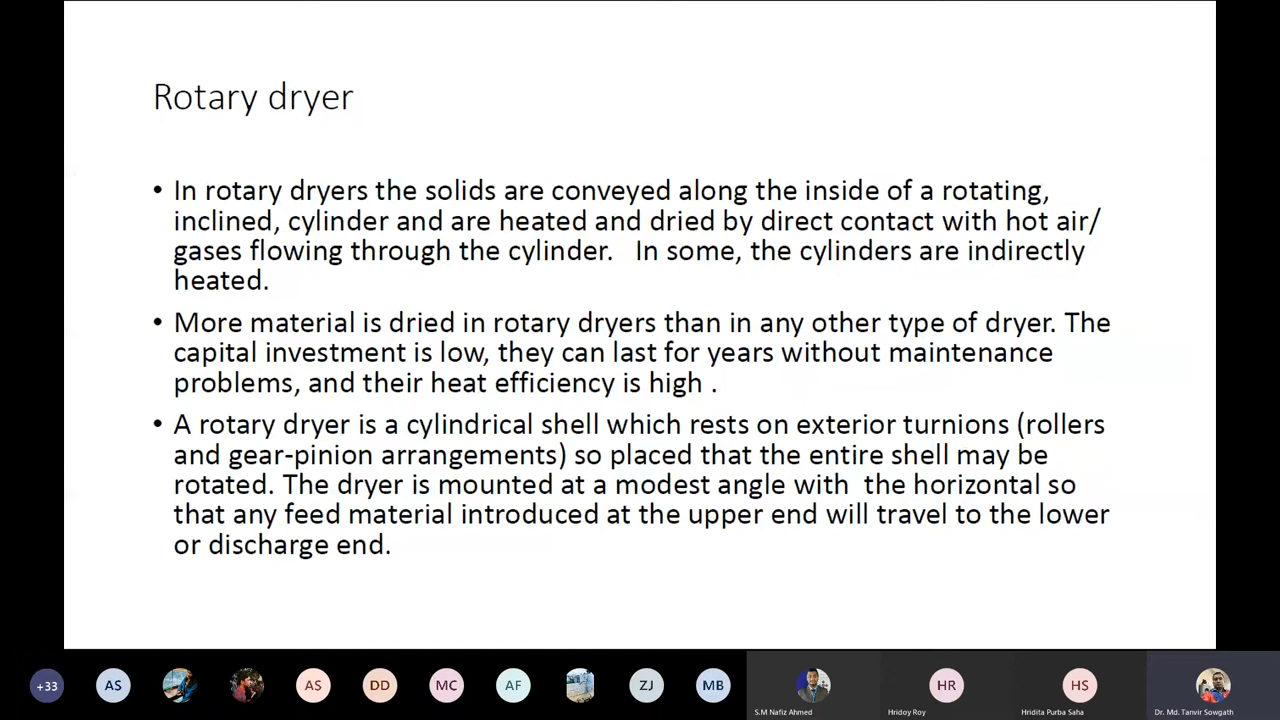 Rotary dryer
• In rotary dryers the solids are conveyed along the inside of a rotating,
inclined, cylinder and are heated and dried by direct contact with hot air/
gases flowing through the cylinder.   In some, the cylinders are indirectly
heated.
• More material is dried in rotary dryers than in any other type of dryer. The
capital investment is low, they can last for years without maintenance
problems, and their heat efficiency is high .
• A rotary dryer is a cylindrical shell which rests on exterior turnions (rollers
and gear-pinion arrangements) so placed that the entire shell may be
rotated. The dryer is mounted at a modest angle with  the horizontal so
that any feed material introduced at the upper end will travel to the lower
or discharge end.
+33 AS AS DD MC AF ZJ MB HR HS
S.M Nafiz Ahmed Hridoy Roy Hridita Purba Saha Dr. Md. Tanvir Sowgath